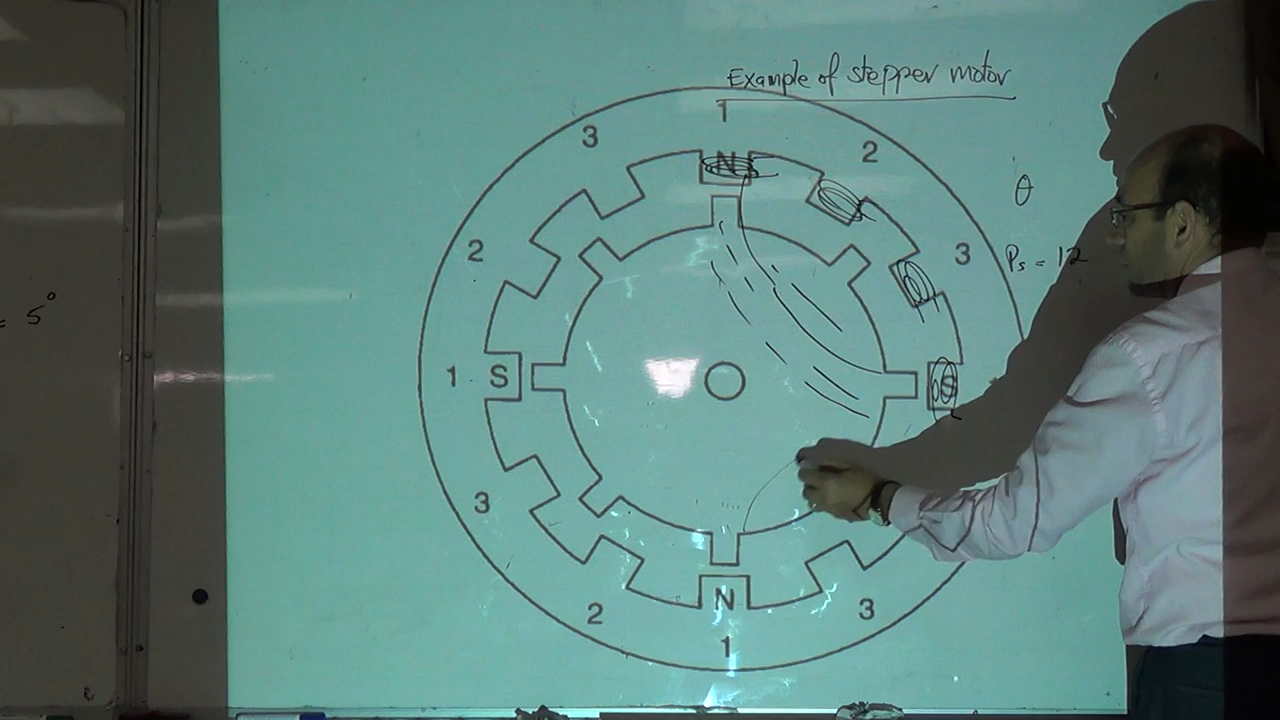 Example of stepper motor
1
3
N
2
θ
2
3
Ps = 12
= 5°
1
S
S
3
2
N
3
1